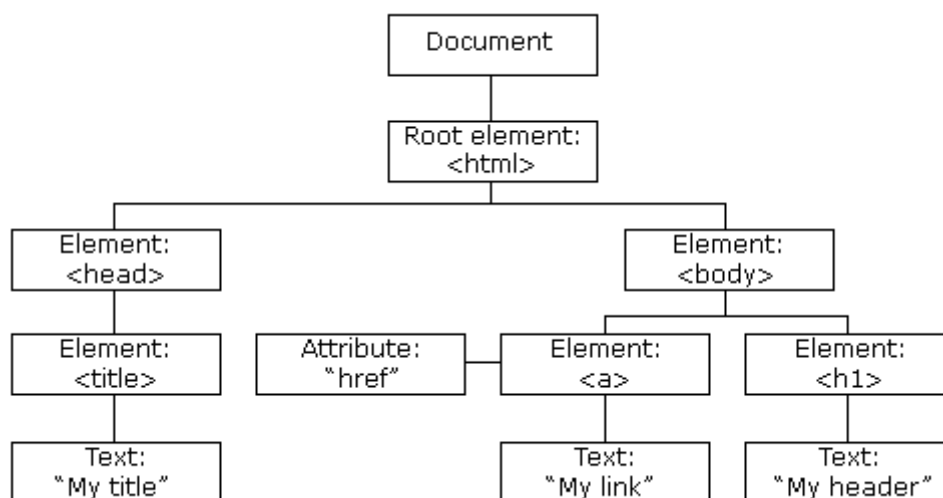 Document
Root element:
<html>
Element:
<head>
Element:
<body>
Element:
<title>
Attribute:
“href”
Element:
<a>
Element:
<h1>
Text:
“My title”
Text:
“My link”
Text:
“My header”